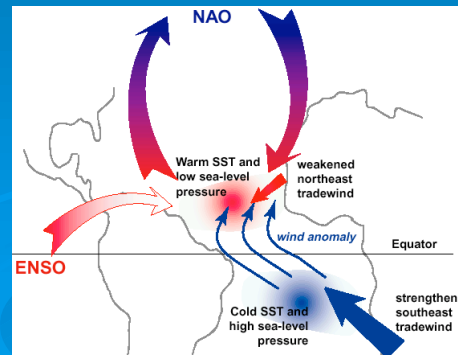 NAO
Warm SST and
low sea-level
pressure
weakened
northeast
tradewind
wind anomaly
Equator
ENSO
Cold SST and
high sea-level
pressure
strengthen
southeast
tradewind